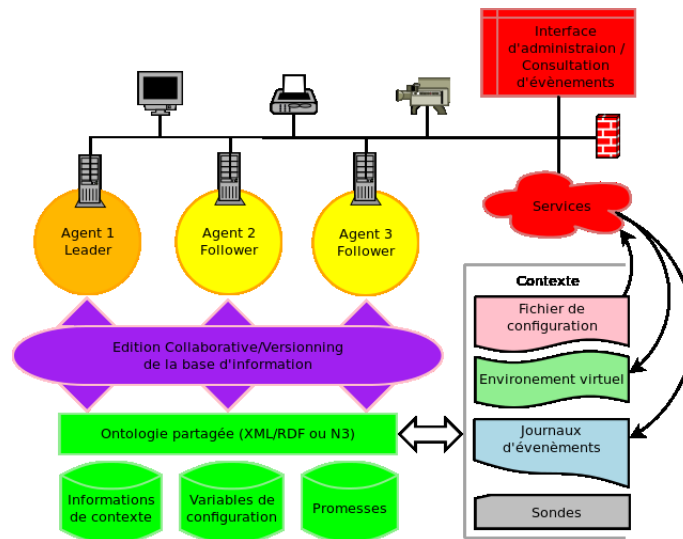 Interface
d'administraion /
Consultation
d'évènements
Agent 1
Leader
Agent 2
Follower
Agent 3
Follower
Services
Contexte
Fichier de
configuration
Edition Collaborative/Versionning
de la base d'information
Environement virtuel
Ontologie partagée (XML/RDF ou N3)
Journaux
d'évenèments
Informations
de contexte
Variables de
configuration
Promesses
Sondes